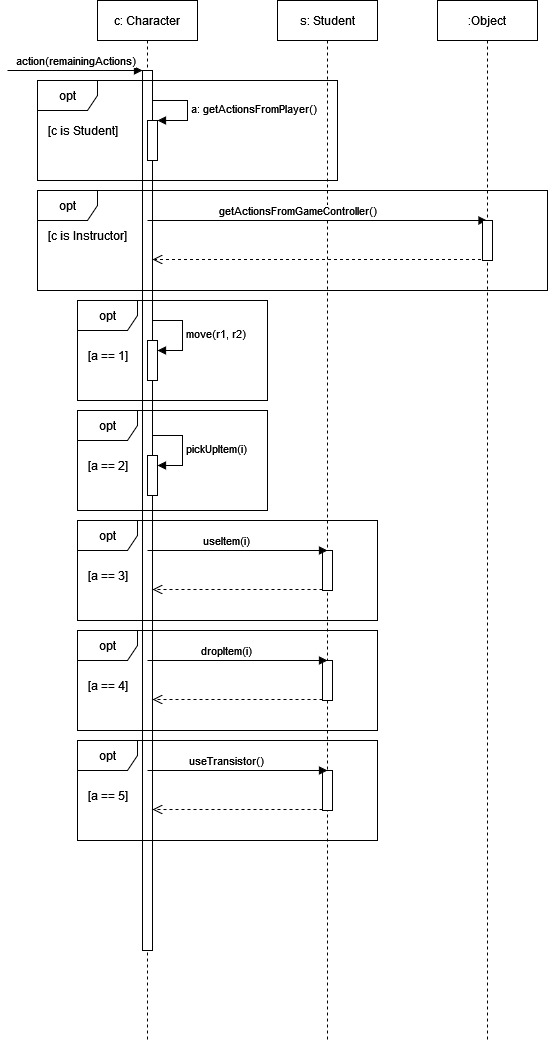 c: Character
s: Student
:Object
action(remainingActions)
opt
a: getActionsFromPlayer()
[c is Student]
opt
getActionsFromGameController()
[c is Instructor]
opt
move(r1, r2)
[a == 1]
opt
pickUpItem(i)
[a == 2]
opt
useItem(i)
[a == 3]
opt
dropItem(i)
[a == 4]
opt
useTransistor()
[a == 5]